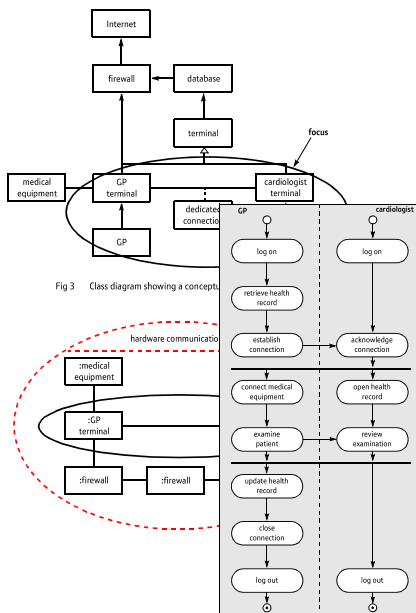 Internet
firewall
database
terminal
focus
medical
equipment
GP
terminal
cardiologist
terminal
dedicated
connection
GP
Fig 3 Class diagram showing a conceptu
hardware communication
:medical
equipment
:GP
terminal
:firewall
:firewall
GP
cardiologist
log on
log on
retrieve health
record
establish
connection
acknowledge
connection
connect medical
equipment
open health
record
examine
patient
review
examination
update health
record
close
connection
log out
log out